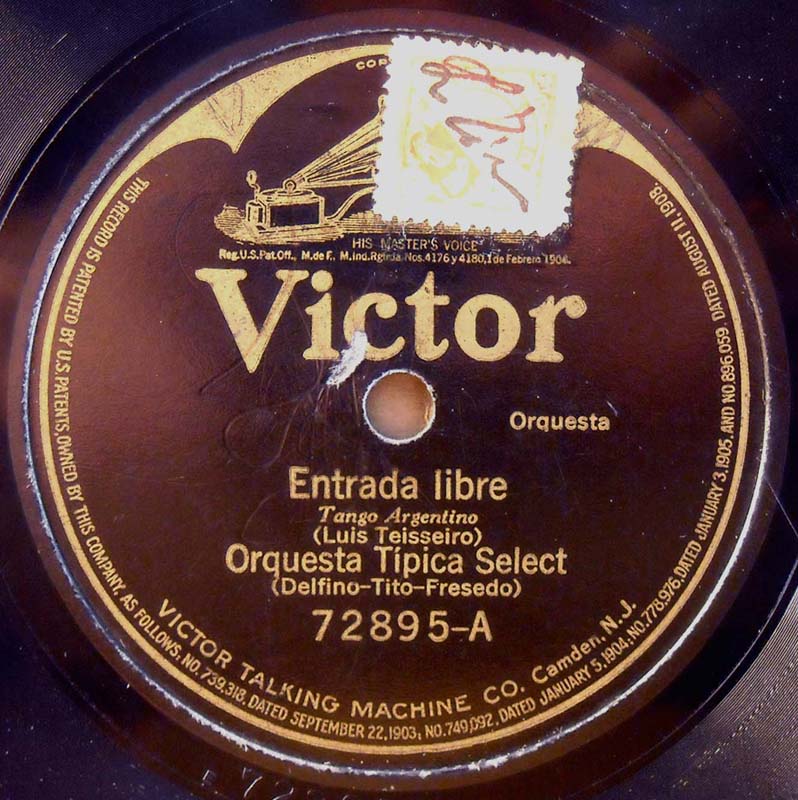 COP
HIS MASTER'S VOICE
Reg.U.S.Pat.Off., M.de F., M.ind.Rgtrda.Nos.4176 y 4180,1 de Febrero 1904.
Victor
Orquesta
Entrada libre
Tango Argentino
(Luis Teisseiro)
Orquesta Típica Select
(Delfino-Tito-Fresedo)
72895-A
VICTOR TALKING MACHINE CO. Camden, N.J.
THIS RECORD IS PATENTED BY U.S. PATENTS, OWNED BY THIS COMPANY, AS FOLLOWS: NO. 739,318, DATED SEPTEMBER 22, 1903, NO. 749,092, DATED JANUARY 5, 1904, NO. 778,976, DATED JANUARY 3, 1905. AND NO. 896,059 DATED AUGUST 11, 1908.